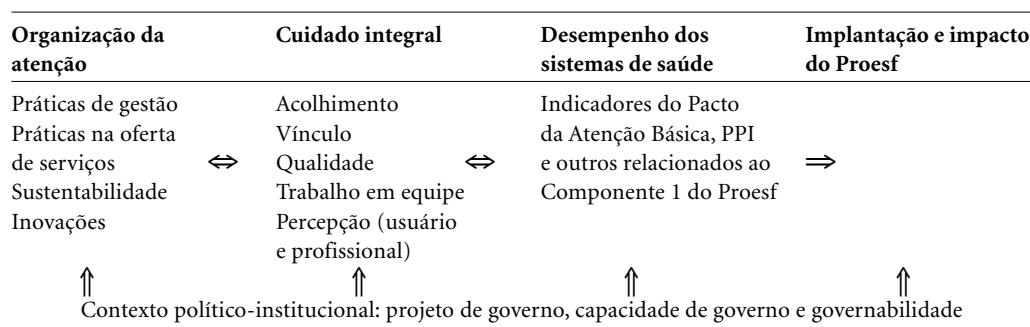 Organização da atenção
Cuidado integral
Desempenho dos sistemas de saúde
Implantação e impacto do Proesf
Práticas de gestão
Práticas na oferta
de serviços
Sustentabilidade
Inovações
⇔
Acolhimento
Vínculo
Qualidade
Trabalho em equipe
Percepção (usuário
e profissional)
⇔
Indicadores do Pacto
da Atenção Básica, PPI
e outros relacionados ao
Componente 1 do Proesf
⇒
⇑ ⇑ ⇑ ⇑
Contexto político-institucional: projeto de governo, capacidade de governo e governabilidade